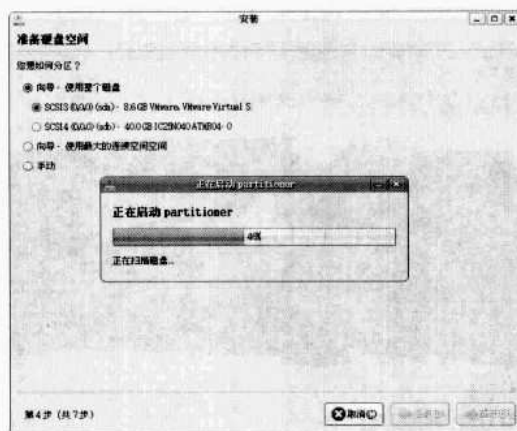 安装
准备硬盘空间
您想如何分区？
向导 - 使用整个磁盘
SCSI3 (0,0,0) (sda) - 8.6 GB VMware, VMware Virtual S
SCSI4 (0,0,0) (sdb) - 40.0 GB IC25N040ATMR04-0
向导 - 使用最大的连续空闲空间
手动
正在启动 partitioner
正在启动 partitioner
46%
正在扫描磁盘...
第4步（共7步）
取消(C)